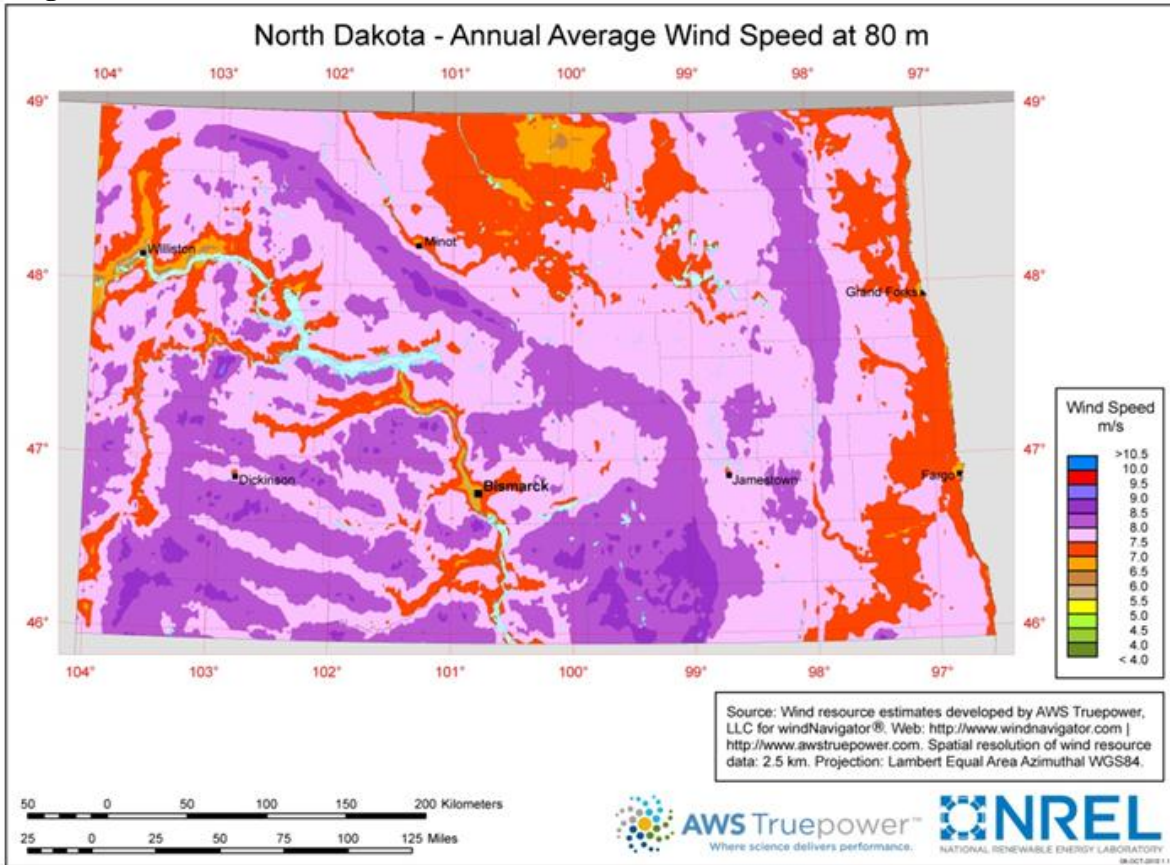 North Dakota - Annual Average Wind Speed at 80 m
104° 103° 102° 101° 100° 99° 98° 97°
49° 49°
Minot
Williston
48° 48°
Grand Forks
Wind Speed
m/s
>10.5
10.0
9.5
9.0
8.5
8.0
7.5
7.0
6.5
6.0
5.5
5.0
4.5
< 4.0
47° 47°
Dickinson
Bismarck
Jamestown
Fargo
46° 46°
104° 103° 102° 101° 100° 99° 98° 97°
Source: Wind resource estimates developed by AWS Truepower,
LLC for windNavigator®. Web: http://www.windnavigator.com |
http://www.awstruepower.com. Spatial resolution of wind resource
data: 2.5 km. Projection: Lambert Equal Area Azimuthal WGS84.
50 0 50 100 150 200 Kilometers
25 0 25 50 75 100 125 Miles
AWS Truepower™
Where science delivers performance.
NREL
NATIONAL RENEWABLE ENERGY LABORATORY